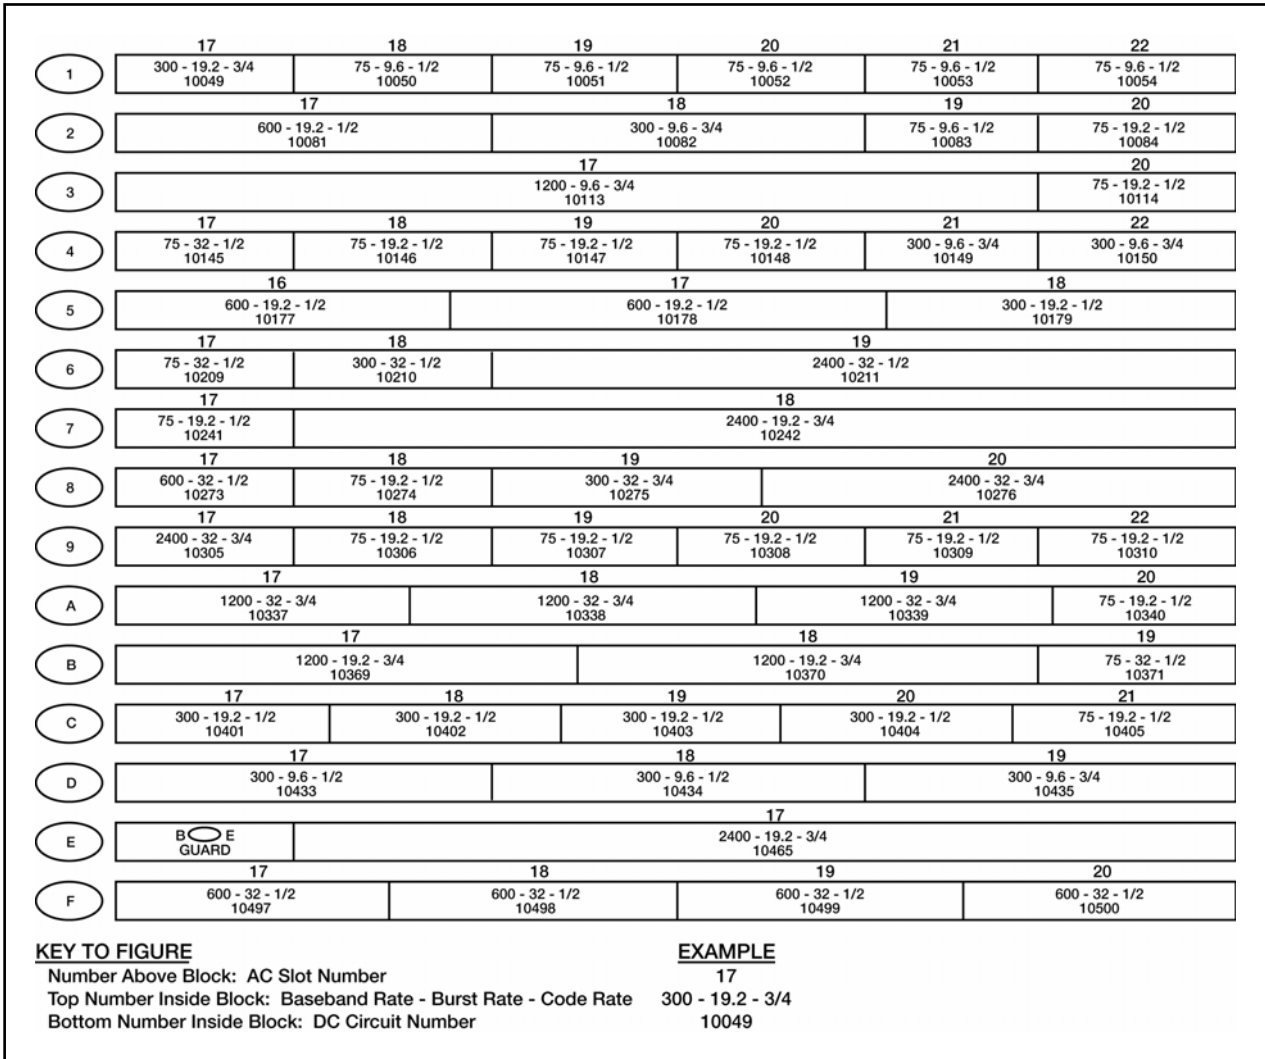 17 18 19 20 21 22
1 300 - 19.2 - 3/4 75 - 9.6 - 1/2 75 - 9.6 - 1/2 75 - 9.6 - 1/2 75 - 9.6 - 1/2 75 - 9.6 - 1/2
10049 10050 10051 10052 10053 10054
17 18 19 20
2 600 - 19.2 - 1/2 300 - 9.6 - 3/4 75 - 9.6 - 1/2 75 - 19.2 - 1/2
10081 10082 10083 10084
17 20
3 1200 - 9.6 - 3/4 75 - 19.2 - 1/2
10113 10114
17 18 19 20 21 22
4 75 - 32 - 1/2 75 - 19.2 - 1/2 75 - 19.2 - 1/2 75 - 19.2 - 1/2 300 - 9.6 - 3/4 300 - 9.6 - 3/4
10145 10146 10147 10148 10149 10150
16 17 18
5 600 - 19.2 - 1/2 600 - 19.2 - 1/2 300 - 19.2 - 1/2
10177 10178 10179
17 18 19
6 75 - 32 - 1/2 300 - 32 - 1/2 2400 - 32 - 1/2
10209 10210 10211
17 18
7 75 - 19.2 - 1/2 2400 - 19.2 - 3/4
10241 10242
17 18 19 20
8 600 - 32 - 1/2 75 - 19.2 - 1/2 300 - 32 - 3/4 2400 - 32 - 3/4
10273 10274 10275 10276
17 18 19 20 21 22
9 2400 - 32 - 3/4 75 - 19.2 - 1/2 75 - 19.2 - 1/2 75 - 19.2 - 1/2 75 - 19.2 - 1/2 75 - 19.2 - 1/2
10305 10306 10307 10308 10309 10310
17 18 19 20
A 1200 - 32 - 3/4 1200 - 32 - 3/4 1200 - 32 - 3/4 75 - 19.2 - 1/2
10337 10338 10339 10340
17 18 19
B 1200 - 19.2 - 3/4 1200 - 19.2 - 3/4 75 - 32 - 1/2
10369 10370 10371
17 18 19 20 21
C 300 - 19.2 - 1/2 300 - 19.2 - 1/2 300 - 19.2 - 1/2 300 - 19.2 - 1/2 75 - 19.2 - 1/2
10401 10402 10403 10404 10405
17 18 19
D 300 - 9.6 - 1/2 300 - 9.6 - 1/2 300 - 9.6 - 3/4
10433 10434 10435
17
E B E 2400 - 19.2 - 3/4
GUARD 10465
17 18 19 20
F 600 - 32 - 1/2 600 - 32 - 1/2 600 - 32 - 1/2 600 - 32 - 1/2
10497 10498 10499 10500
KEY TO FIGURE EXAMPLE
Number Above Block: AC Slot Number 17
Top Number Inside Block: Baseband Rate - Burst Rate - Code Rate 300 - 19.2 - 3/4
Bottom Number Inside Block: DC Circuit Number 10049